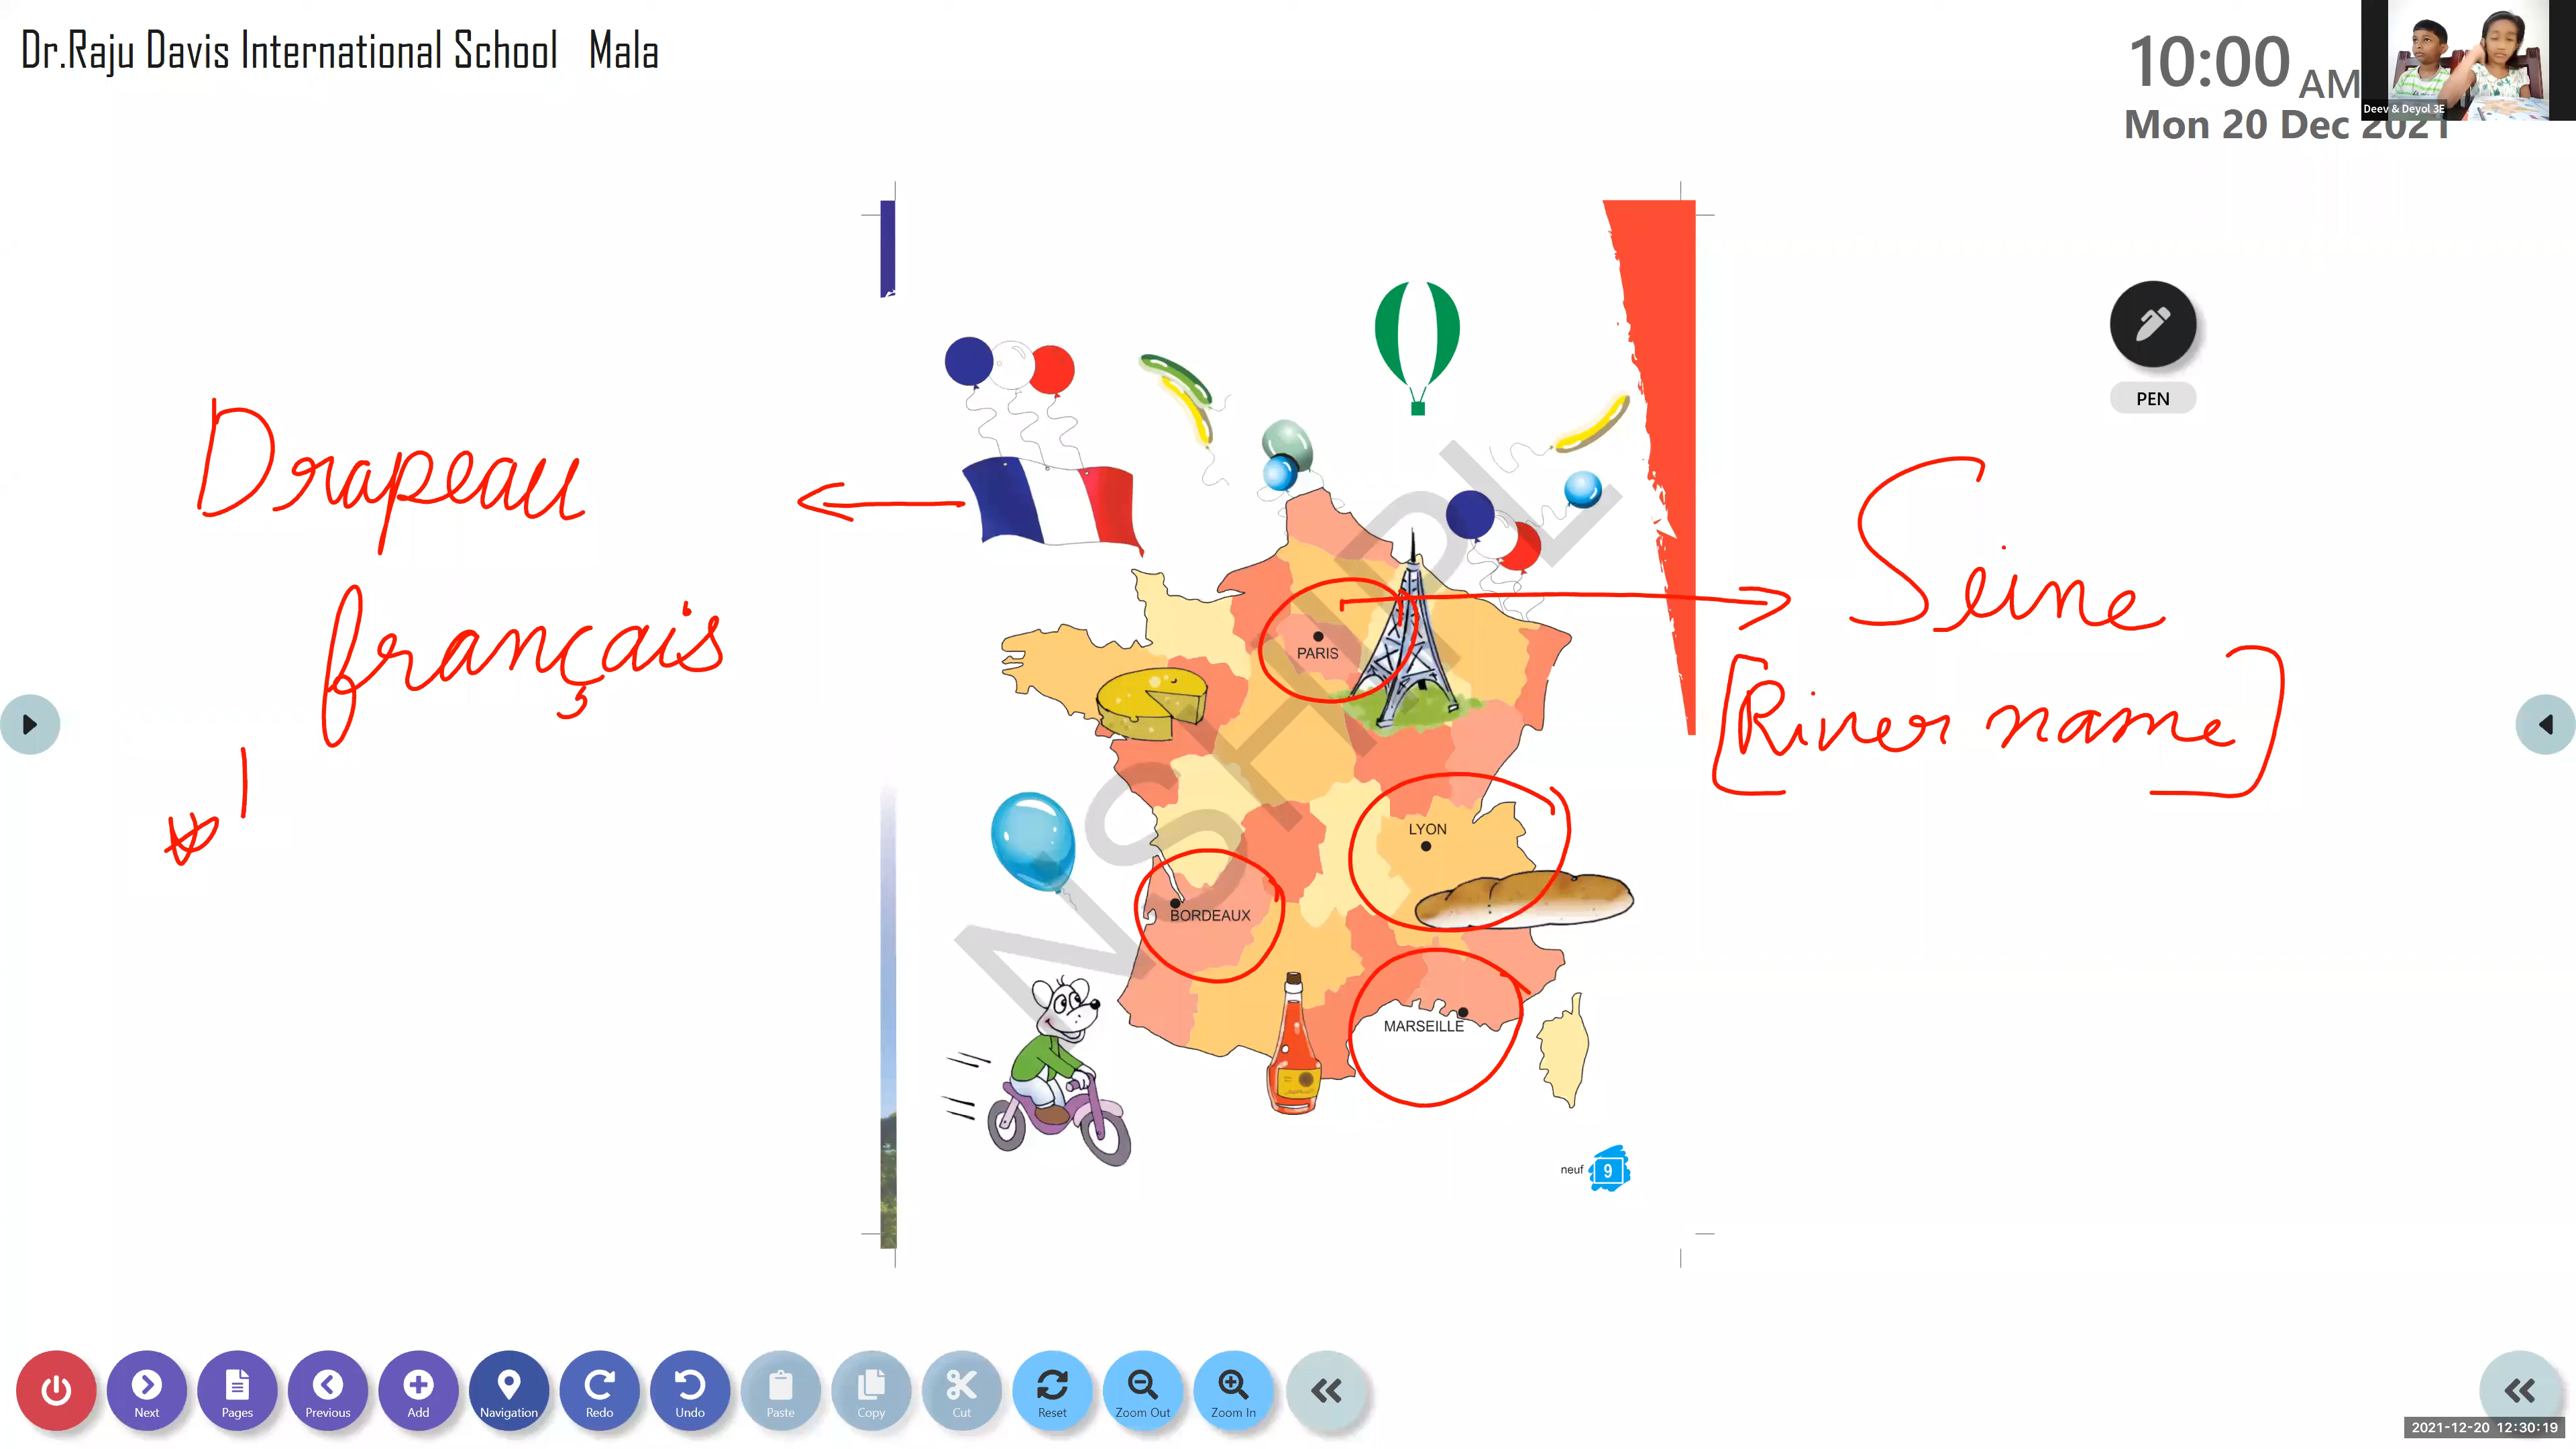 Dr.Raju Davis International School Mala
10:00 AM
Mon 20 Dec 2021
Deev & Deyol 3E
PEN
Drapeau
français
Seine
[River name]
PARIS
LYON
BORDEAUX
MARSEILLE
NSHIPL
neuf 9
Next
Pages
Previous
Add
Navigation
Redo
Undo
Paste
Copy
Cut
Reset
Zoom Out
Zoom In
2021-12-20 12:30:19